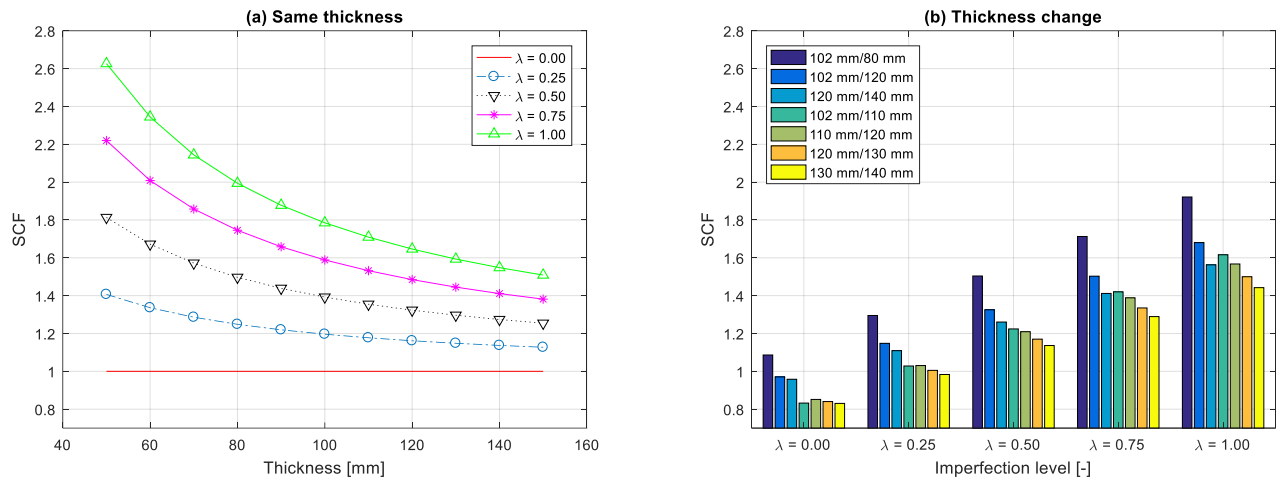 (a) Same thickness
2.8
2.6
2.4
2.2
2
1.8
1.6
1.4
1.2
1
0.8
SCF
40
60
80
100
120
140
160
Thickness [mm]
λ = 0.00
λ = 0.25
λ = 0.50
λ = 0.75
λ = 1.00
(b) Thickness change
2.8
2.6
2.4
2.2
2
1.8
1.6
1.4
1.2
1
0.8
SCF
102 mm/80 mm
102 mm/120 mm
120 mm/140 mm
102 mm/110 mm
110 mm/120 mm
120 mm/130 mm
130 mm/140 mm
λ = 0.00
λ = 0.25
λ = 0.50
λ = 0.75
λ = 1.00
Imperfection level [-]